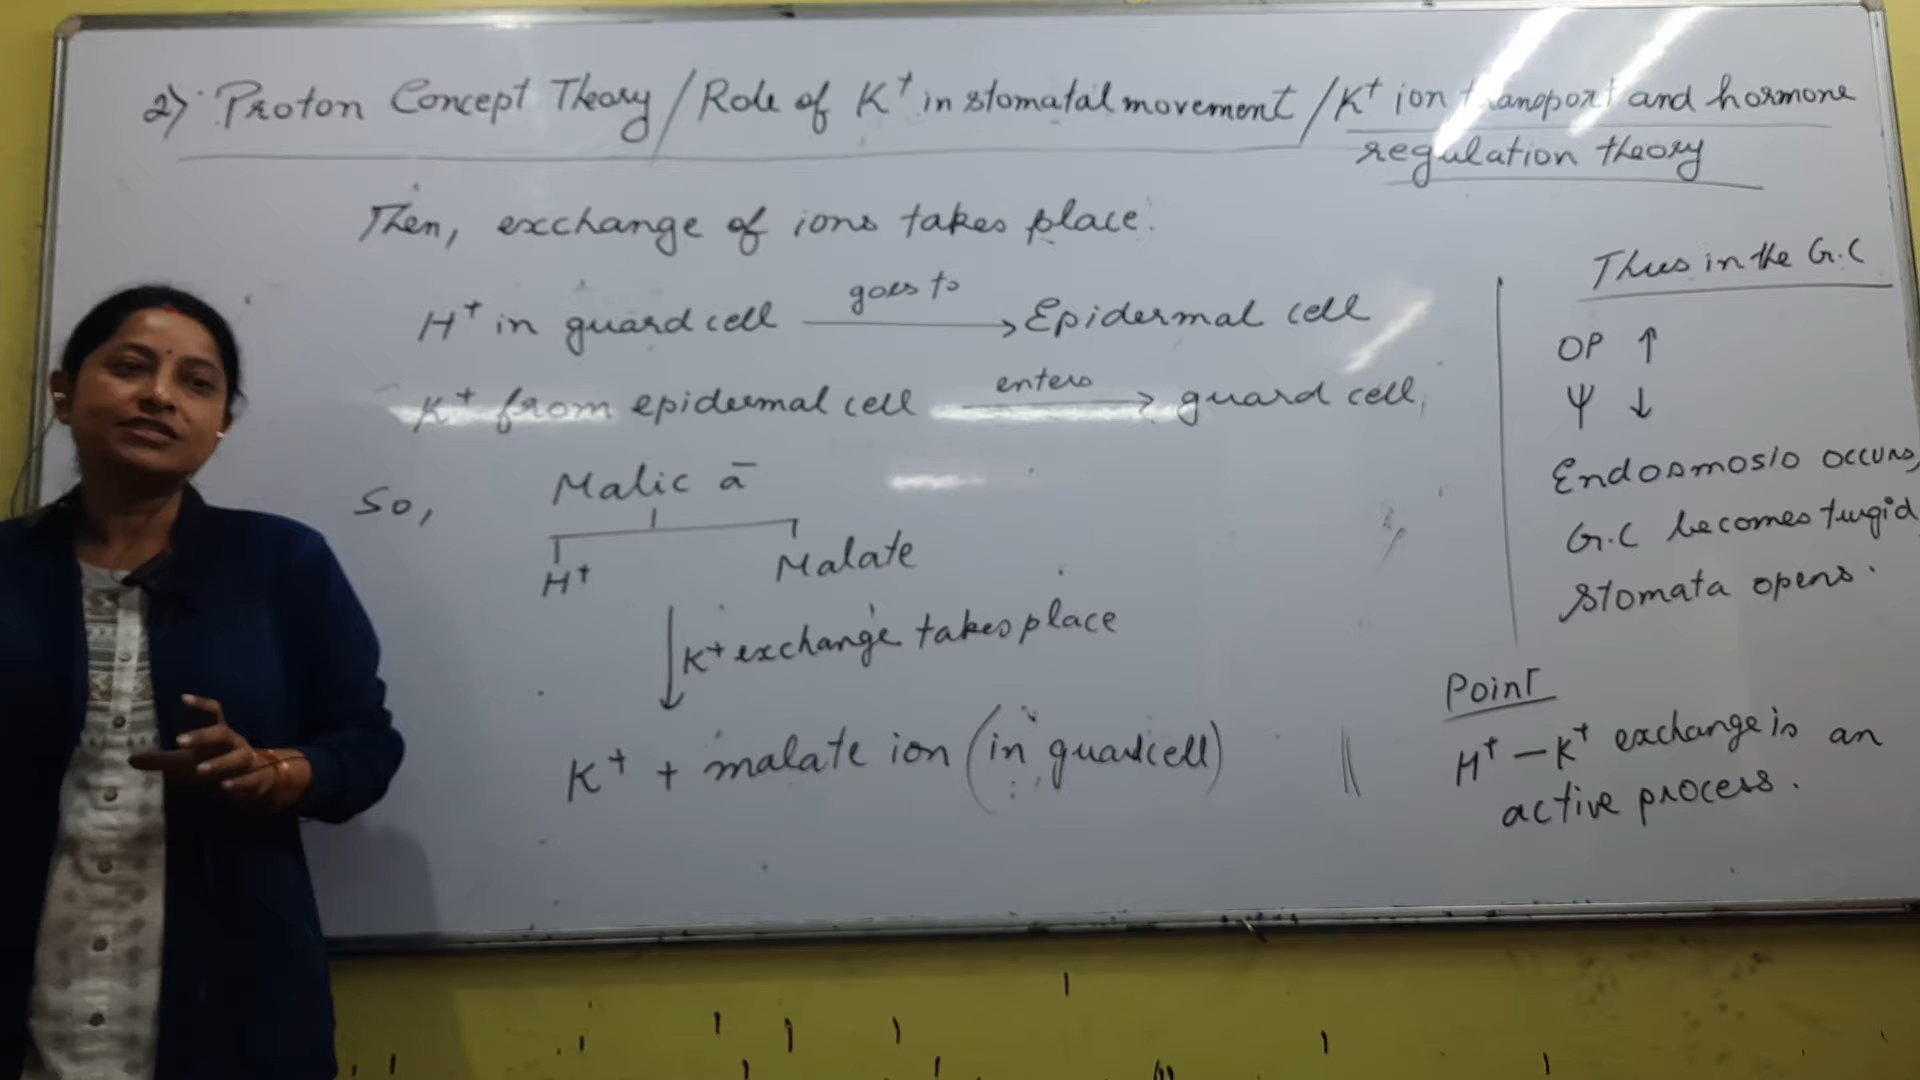 2) Proton Concept Theory / Role of K+ in stomatal movement / K+ ion transport and hormone
regulation theory
Then, exchange of ions takes place.
H+ in guard cell goes to → Epidermal cell
K+ from epidermal cell enters → guard cell,
So, Malic ā
H+ Malate
↓ K+ exchange takes place
K+ + malate ion (in guard cell)
Thus in the G.C
OP ↑
Ψ ↓
Endosmosis occurs,
G.C becomes turgid,
Stomata opens.
Point
H+ – K+ exchange is an
active process.